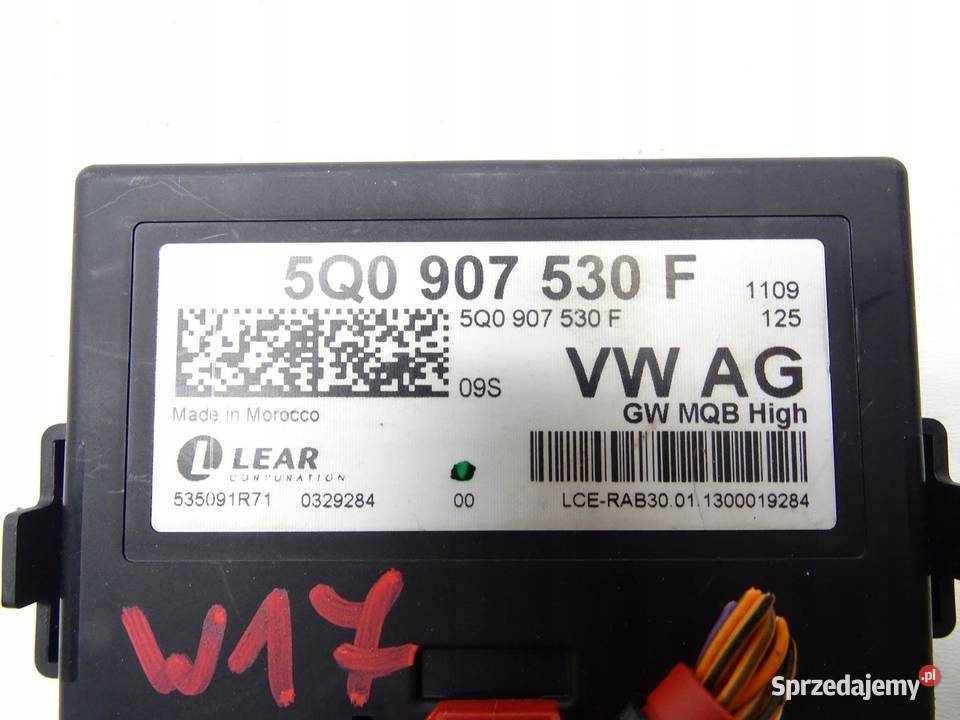 5Q0 907 530 F 1109
5Q0 907 530 F 125
09S VW AG
Made in Morocco GW MQB High
L LEAR
CORPORATION
535091R71 0329284 00 LCE-RAB30.01.1300019284
W17
Sprzedajemy.pl